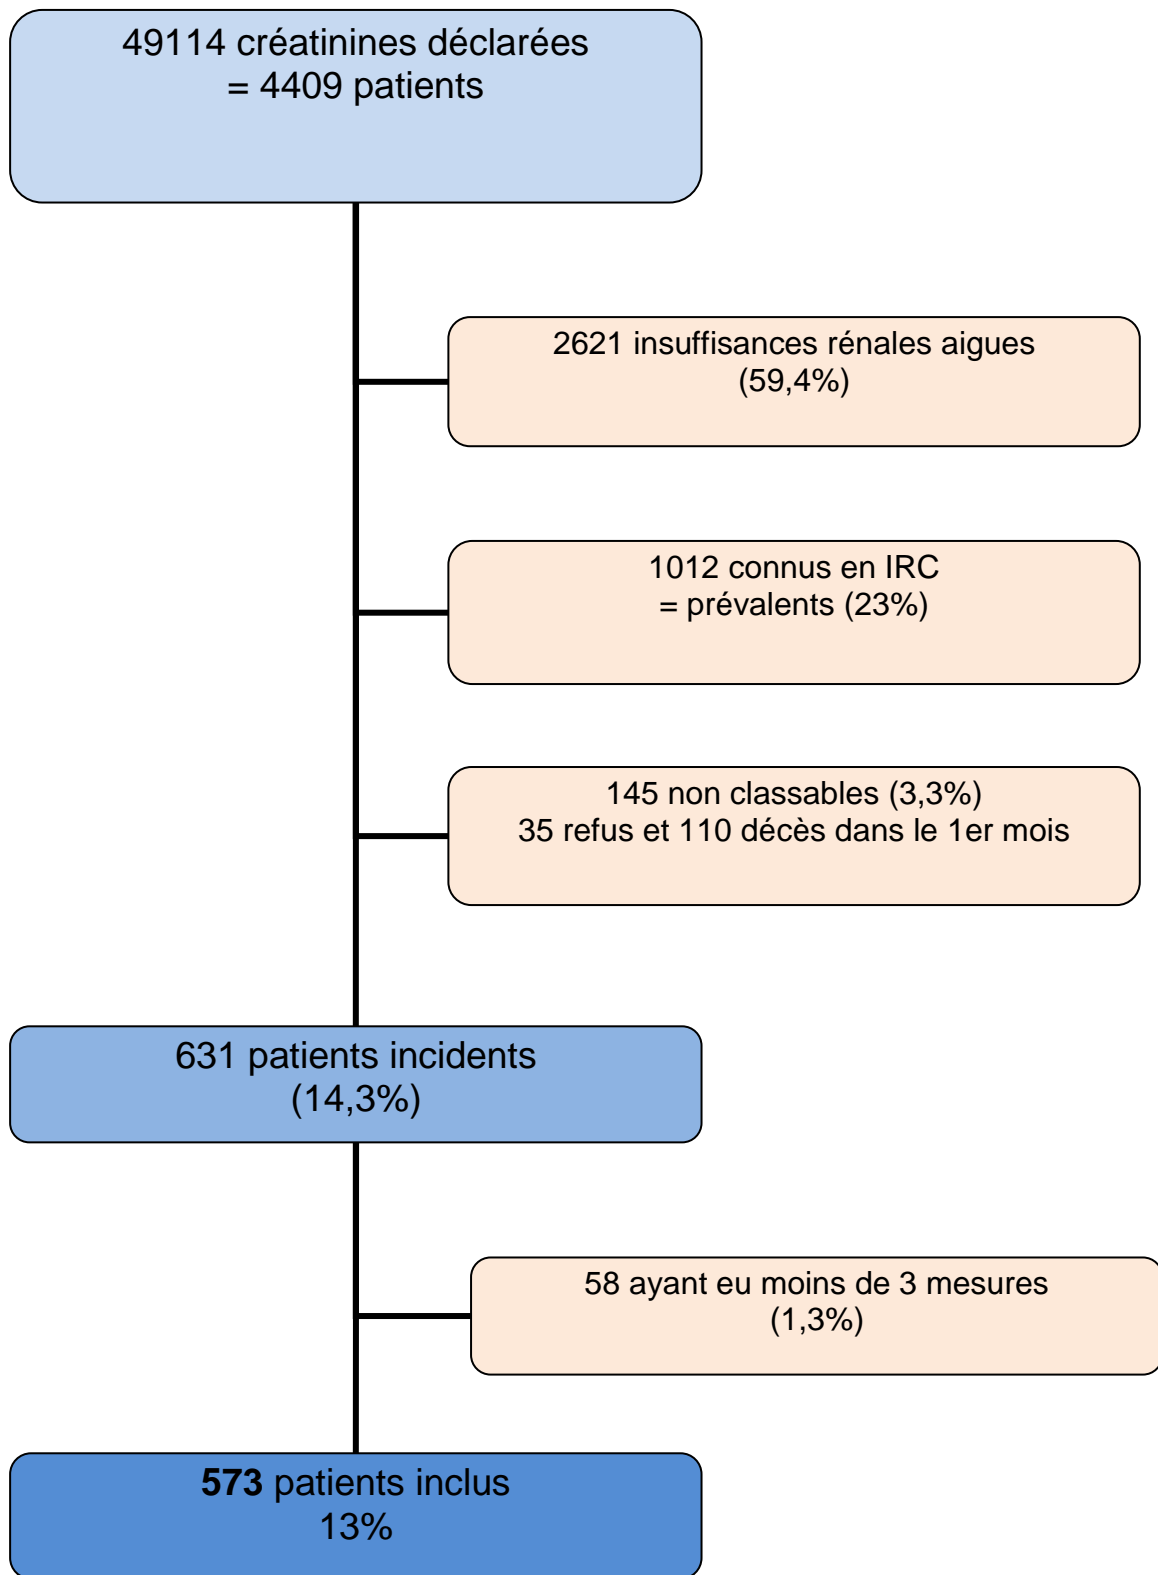 49114 créatinines déclarées
= 4409 patients
2621 insuffisances rénales aigues
(59,4%)
1012 connus en IRC
= prévalents (23%)
145 non classables (3,3%)
35 refus et 110 décès dans le 1er mois
631 patients incidents
(14,3%)
58 ayant eu moins de 3 mesures
(1,3%)
573 patients inclus
13%